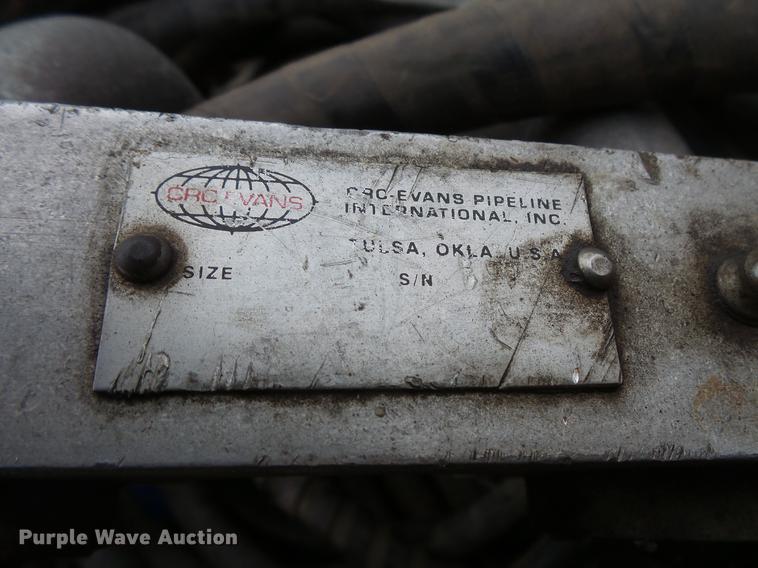 CRC-EVANS
CRC-EVANS PIPELINE
INTERNATIONAL, INC.
TULSA, OKLA. U.S.A.
SIZE S/N
Purple Wave Auction